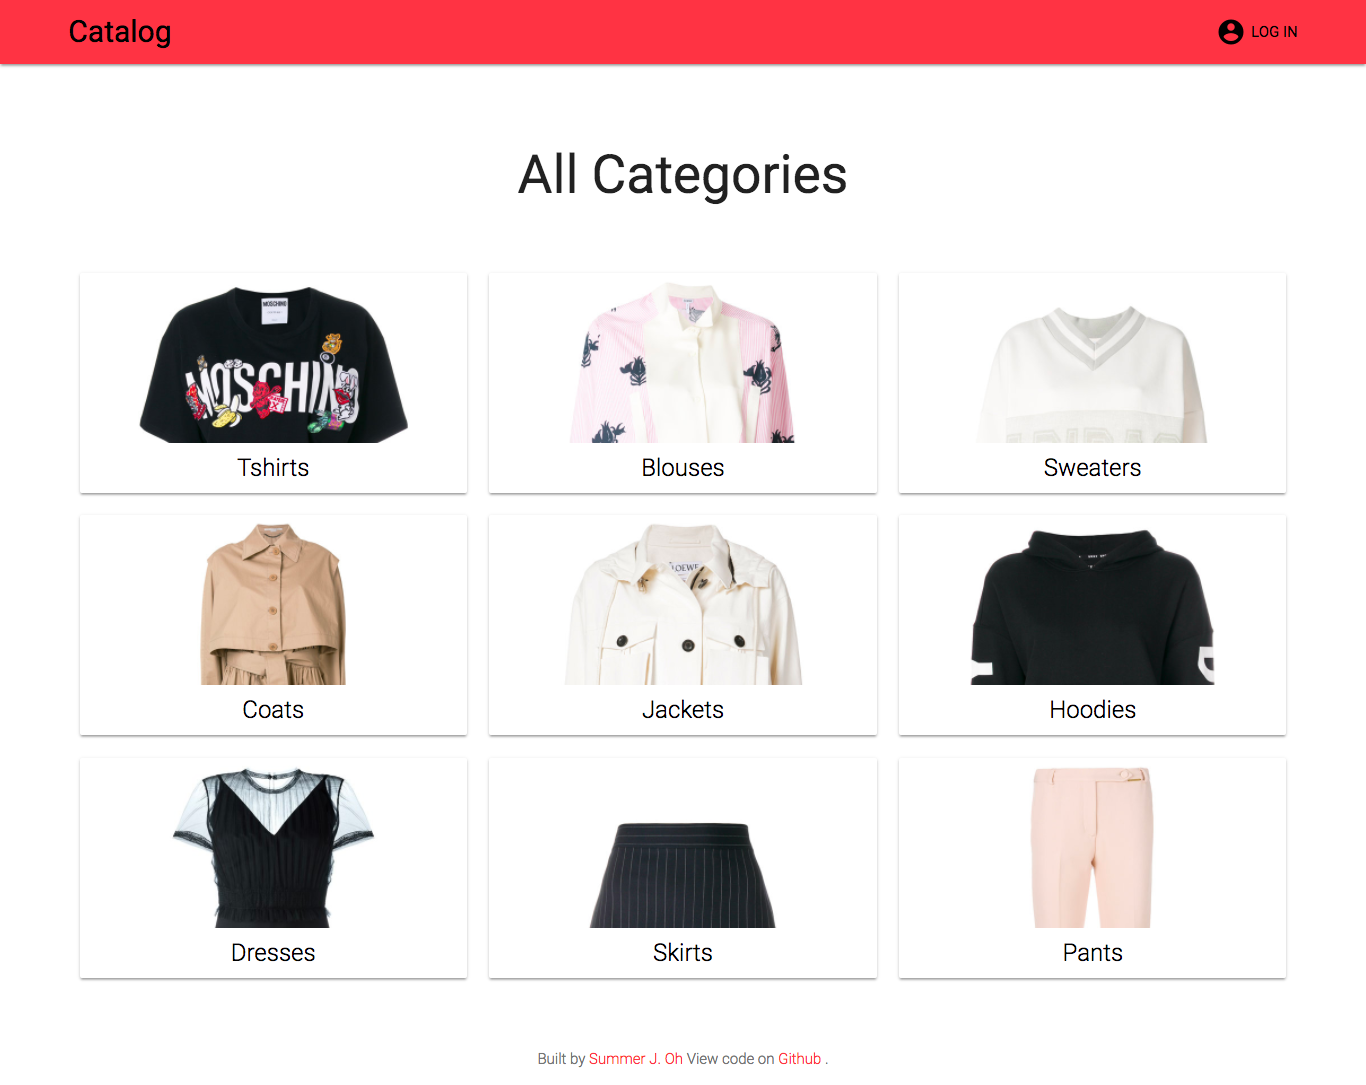 Catalog
LOG IN
All Categories
MOSCHINO
MOSCHINO
Tshirts
Blouses
Sweaters
Coats
LOEWE
Jackets
Hoodies
Dresses
Skirts
Pants
Built by Summer J. Oh View code on Github .